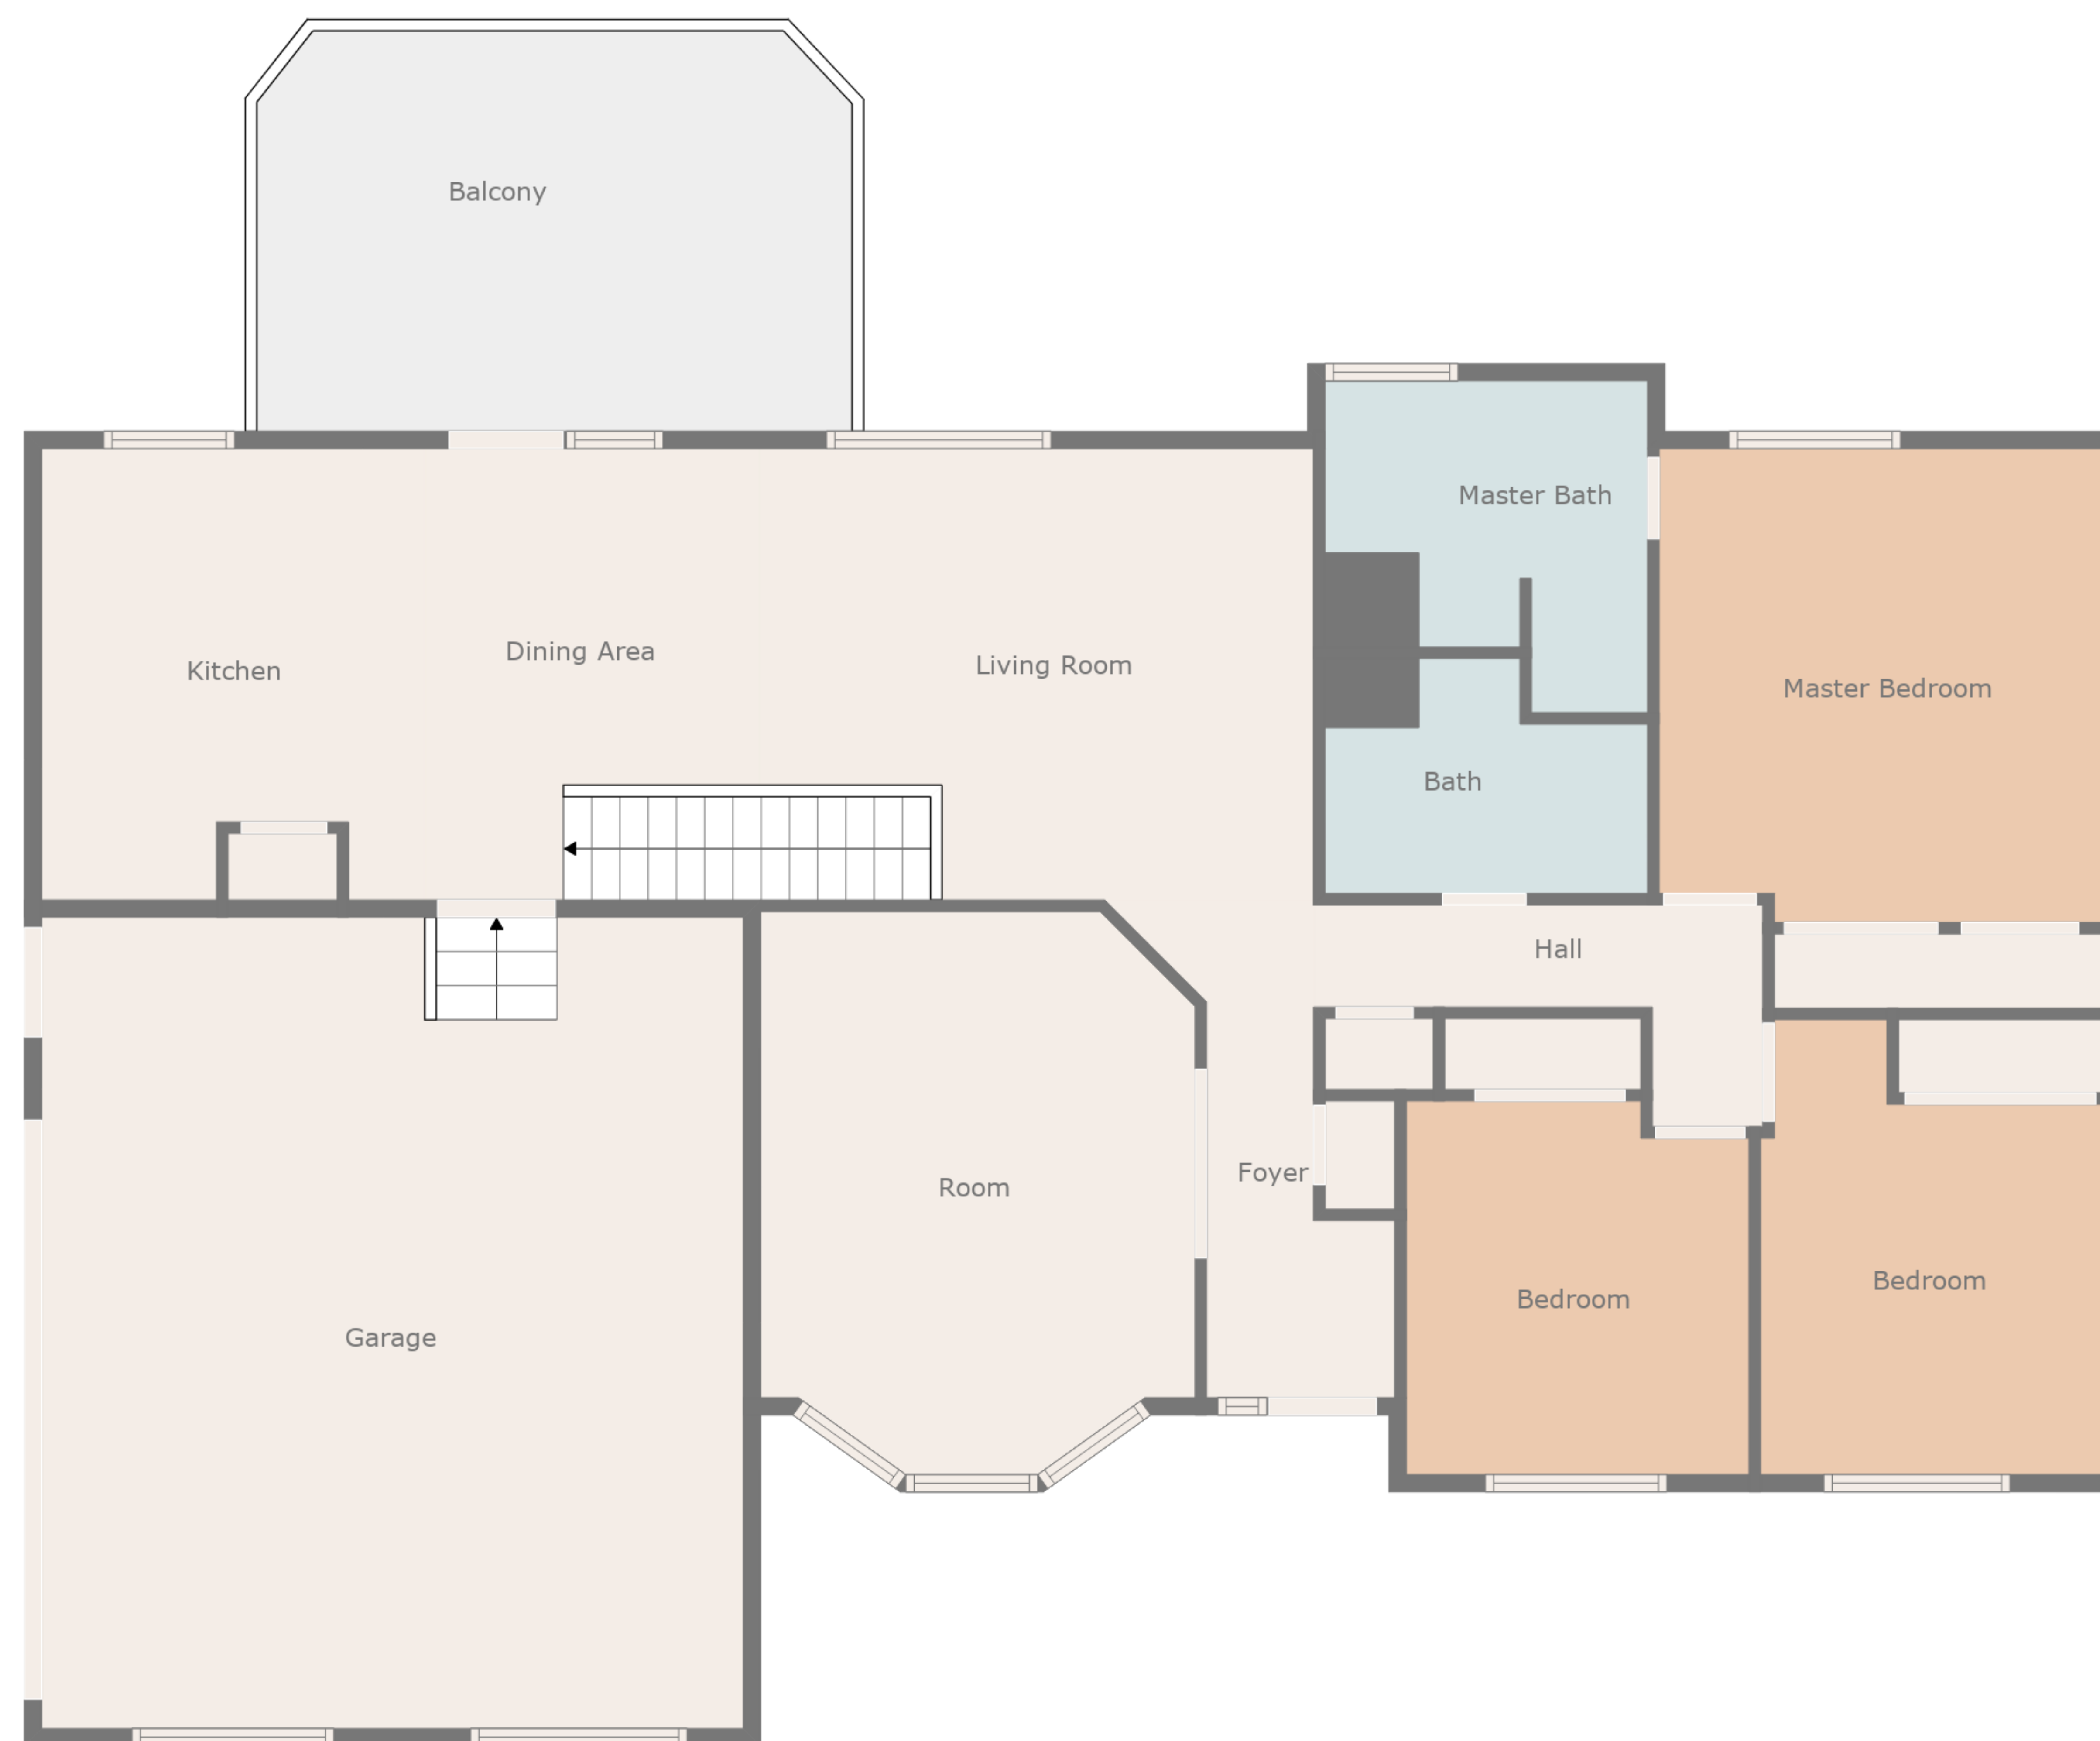 Balcony
Master Bath
Dining Area
Living Room
Kitchen
Master Bedroom
Bath
Hall
Foyer
Room
Bedroom
Bedroom
Garage